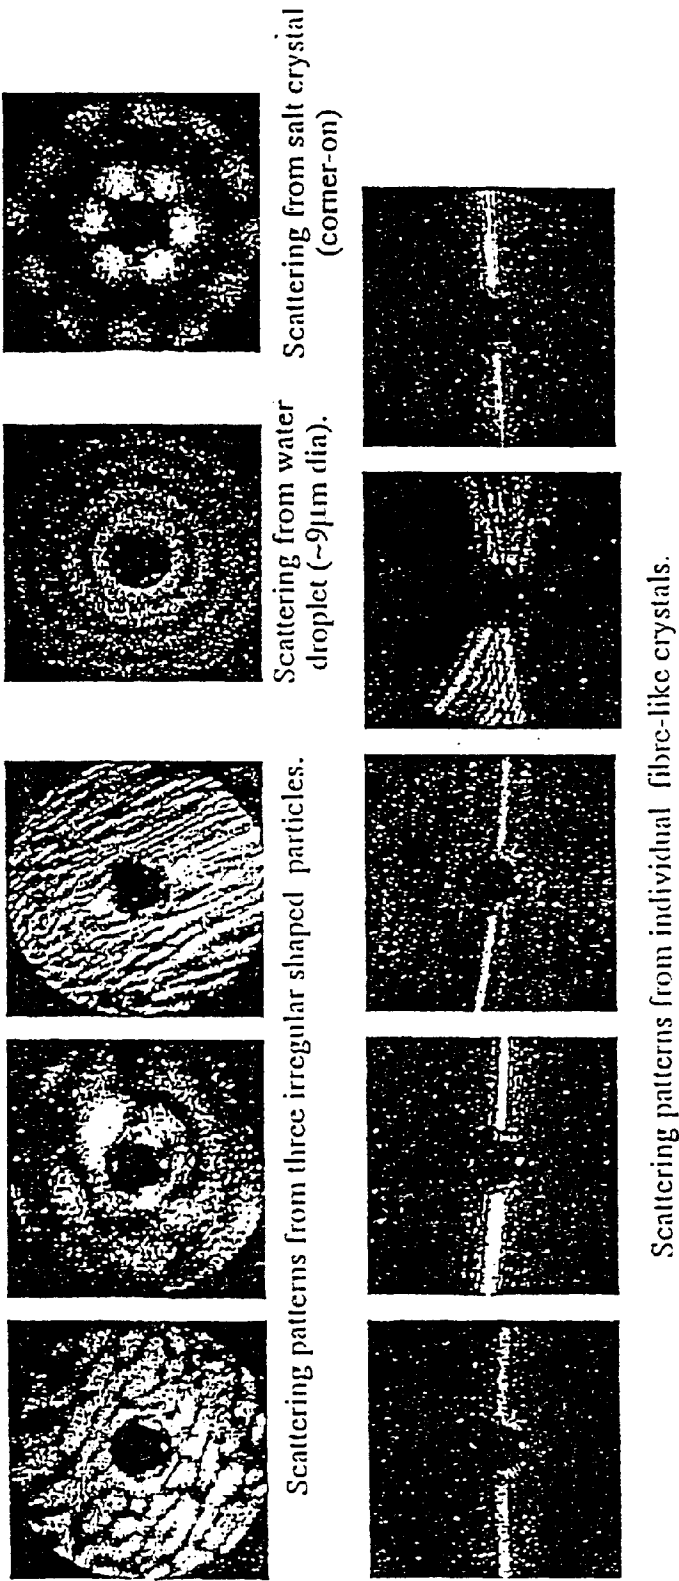 Scattering patterns from three irregular shaped particles.
Scattering from water
droplet (~9µm dia).
Scattering from salt crystal
(corner-on)
Scattering patterns from individual fibre-like crystals.